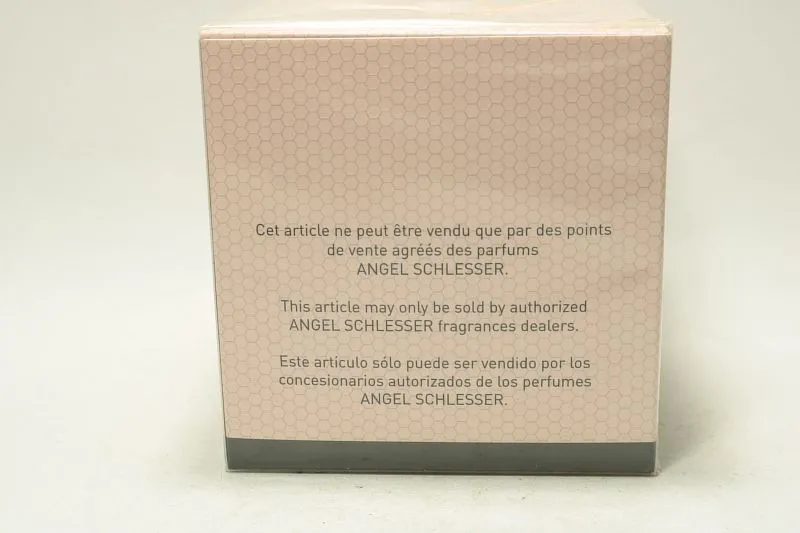 Cet article ne peut être vendu que par des points
de vente agréés des parfums
ANGEL SCHLESSER.
This article may only be sold by authorized
ANGEL SCHLESSER fragrances dealers.
Este artículo sólo puede ser vendido por los
concesionarios autorizados de los perfumes
ANGEL SCHLESSER.